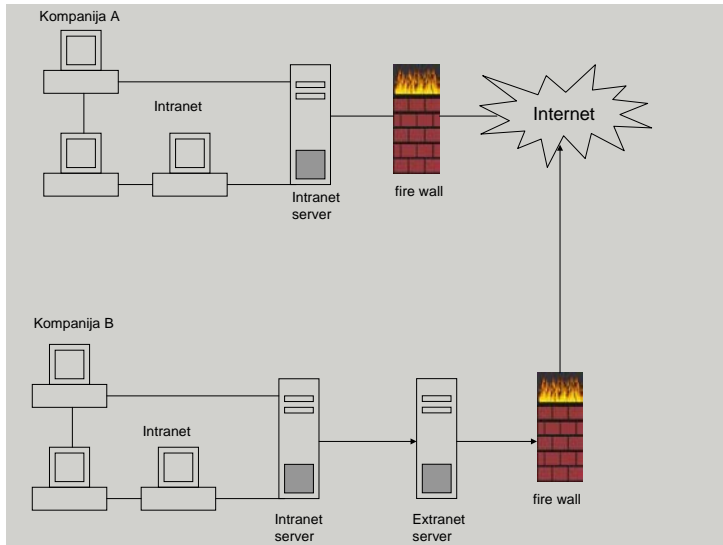 Kompanija A
Intranet
Internet
Intranet
server
fire wall
Kompanija B
Intranet
Intranet
server
Extranet
server
fire wall